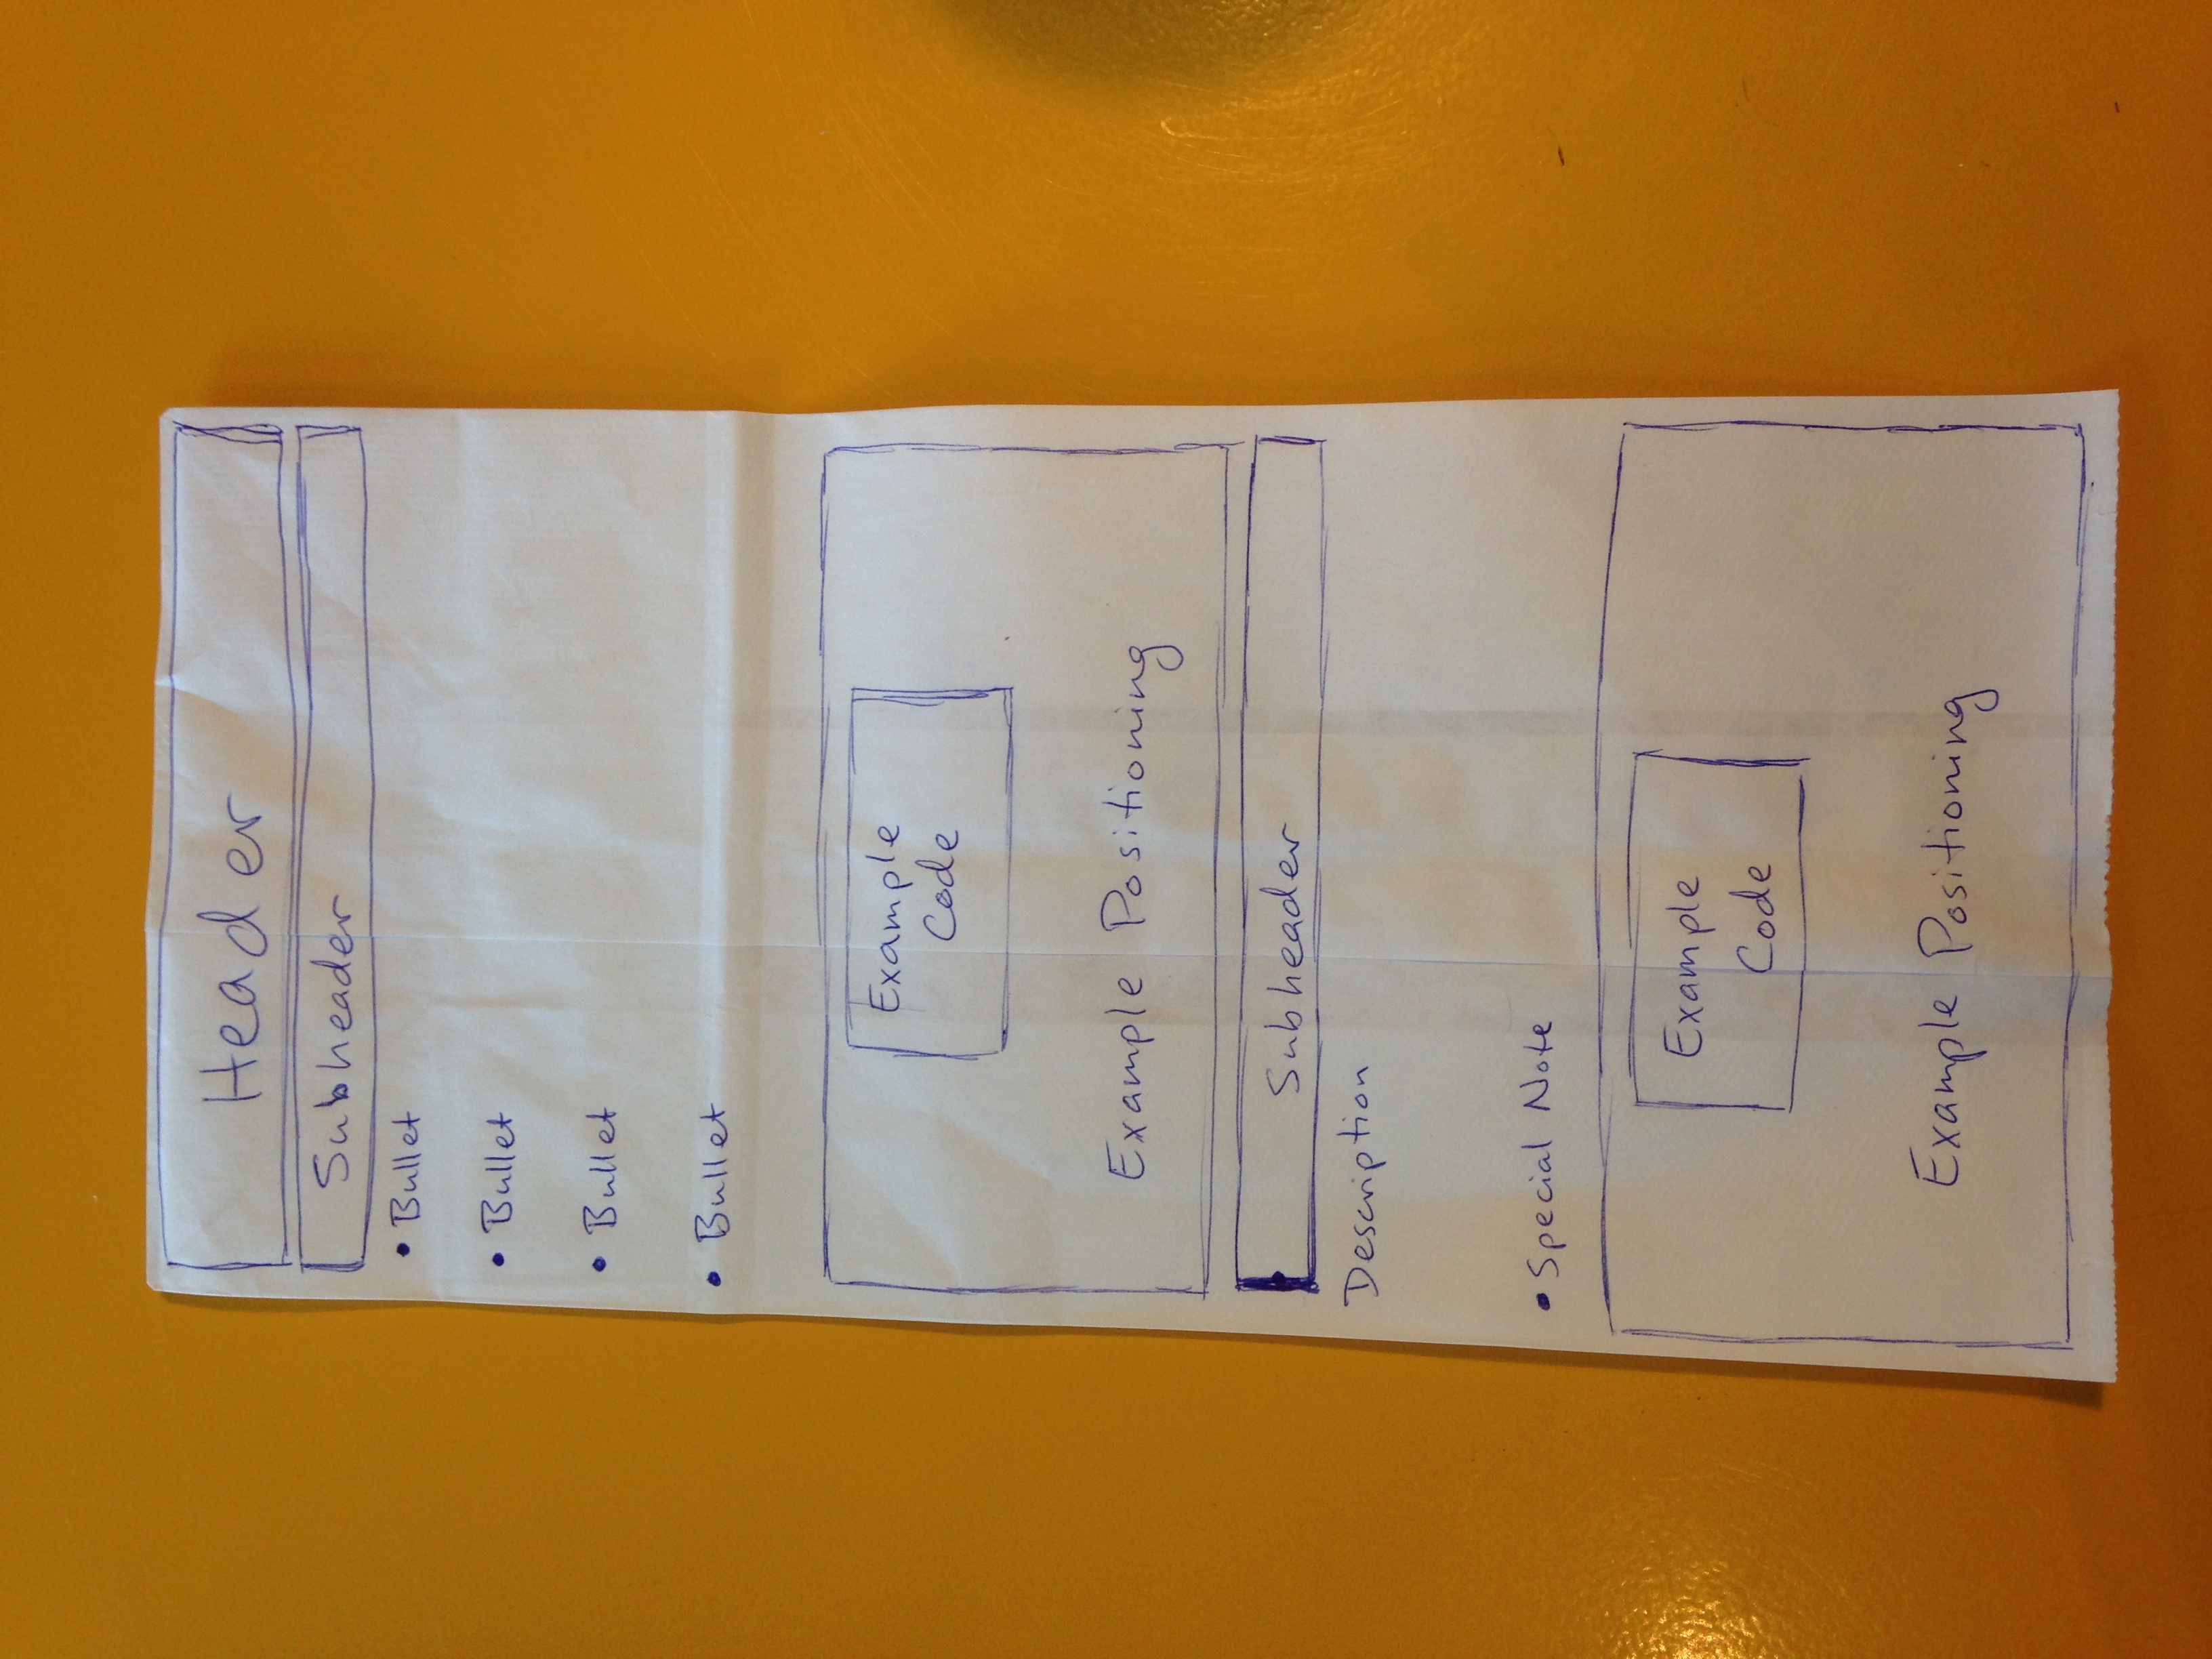 Header
Subheader
• Bullet
• Bullet
• Bullet
• Bullet
Example
Code
Example Positioning
Subheader
Description
• Special Note
Example
Code
Example Positioning